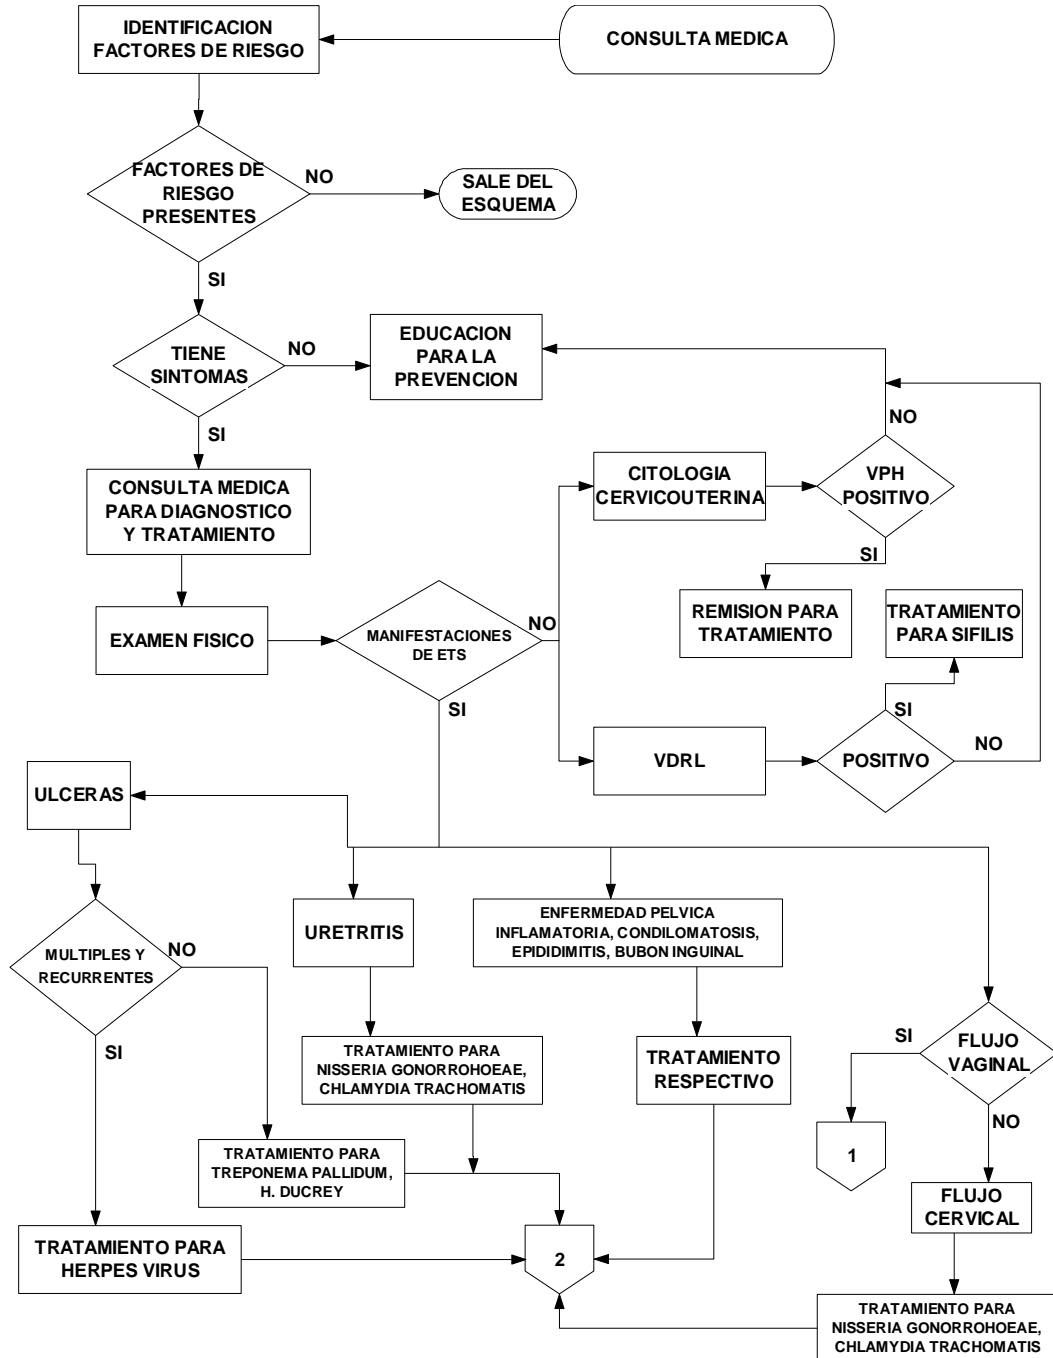 IDENTIFICACION
FACTORES DE RIESGO
CONSULTA MEDICA
FACTORES DE
RIESGO
PRESENTES
NO
SALE DEL
ESQUEMA
SI
TIENE
SINTOMAS
NO
EDUCACION
PARA LA
PREVENCION
SI
CONSULTA MEDICA
PARA DIAGNOSTICO
Y TRATAMIENTO
CITOLOGIA
CERVICOUTERINA
VPH
POSITIVO
NO
SI
REMISION PARA
TRATAMIENTO
TRATAMIENTO
PARA SIFILIS
EXAMEN FISICO
MANIFESTACIONES
DE ETS
NO
SI
VDRL
POSITIVO
SI
NO
ULCERAS
MULTIPLES Y
RECURRENTES
NO
SI
URETRITIS
ENFERMEDAD PELVICA
INFLAMATORIA, CONDILOMATOSIS,
EPIDIDIMITIS, BUBON INGUINAL
TRATAMIENTO PARA
NISSERIA GONORROHOEAE,
CHLAMYDIA TRACHOMATIS
TRATAMIENTO
RESPECTIVO
SI
FLUJO
VAGINAL
NO
1
TRATAMIENTO PARA
TREPONEMA PALLIDUM,
H. DUCREY
FLUJO
CERVICAL
TRATAMIENTO PARA
HERPES VIRUS
2
TRATAMIENTO PARA
NISSERIA GONORROHOEAE,
CHLAMYDIA TRACHOMATIS